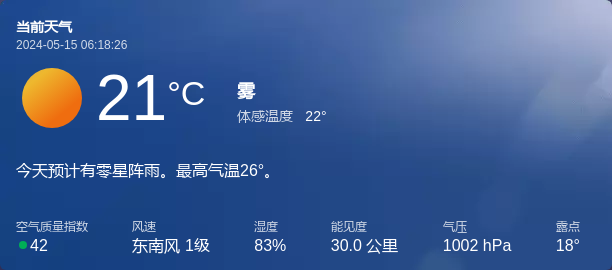 当前天气
2024-05-15 06:18:26
21°C
雾
体感温度 22°
今天预计有零星阵雨。最高气温26°。
空气质量指数 风速 湿度 能见度 气压 露点
42 东南风 1级 83% 30.0 公里 1002 hPa 18°